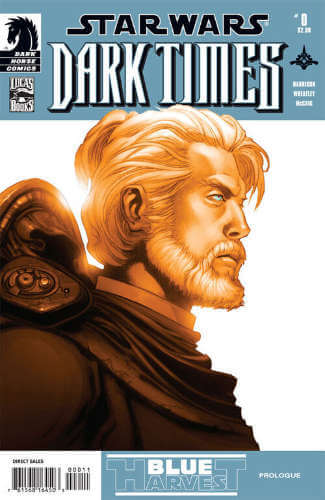 STAR WARS
DARK TIMES
# 0
$2.99
HARRISON
WHEATLEY
McCAIG
DARK
HORSE
COMICS
LUCAS
BOOKS
DIRECT SALES
00011
BLUE
HARVEST
PROLOGUE